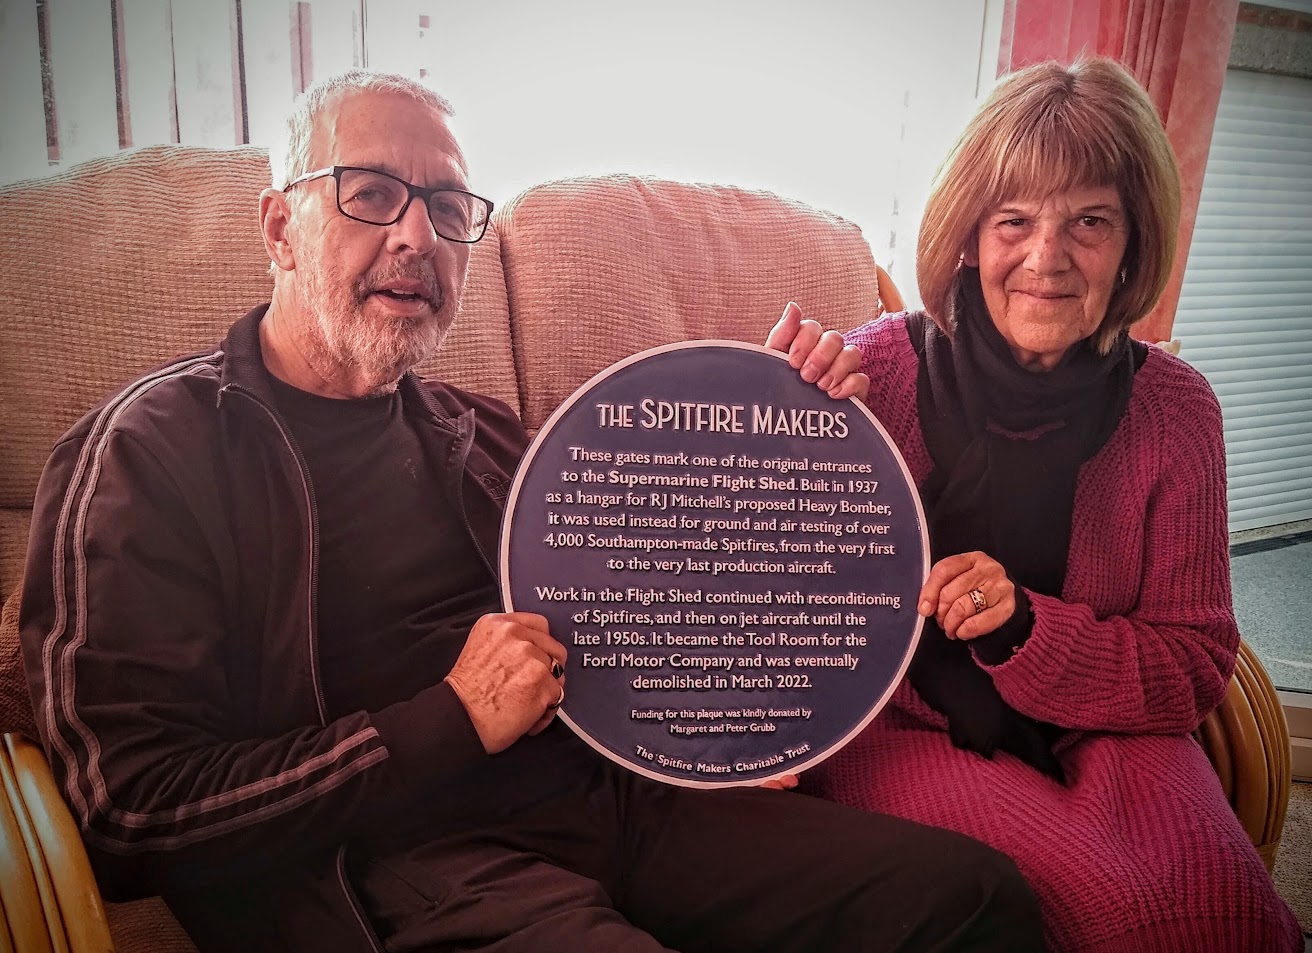 THE SPITFIRE MAKERS
These gates mark one of the original entrances
to the Supermarine Flight Shed. Built in 1937
as a hangar for RJ Mitchell's proposed Heavy Bomber,
it was used instead for ground and air testing of over
4,000 Southampton-made Spitfires, from the very first
to the very last production aircraft.
Work in the Flight Shed continued with reconditioning
of Spitfires, and then on jet aircraft until the
late 1950s. It became the Tool Room for the
Ford Motor Company and was eventually
demolished in March 2022.
Funding for this plaque was kindly donated by
Margaret and Peter Grubb
The Spitfire Makers Charitable Trust